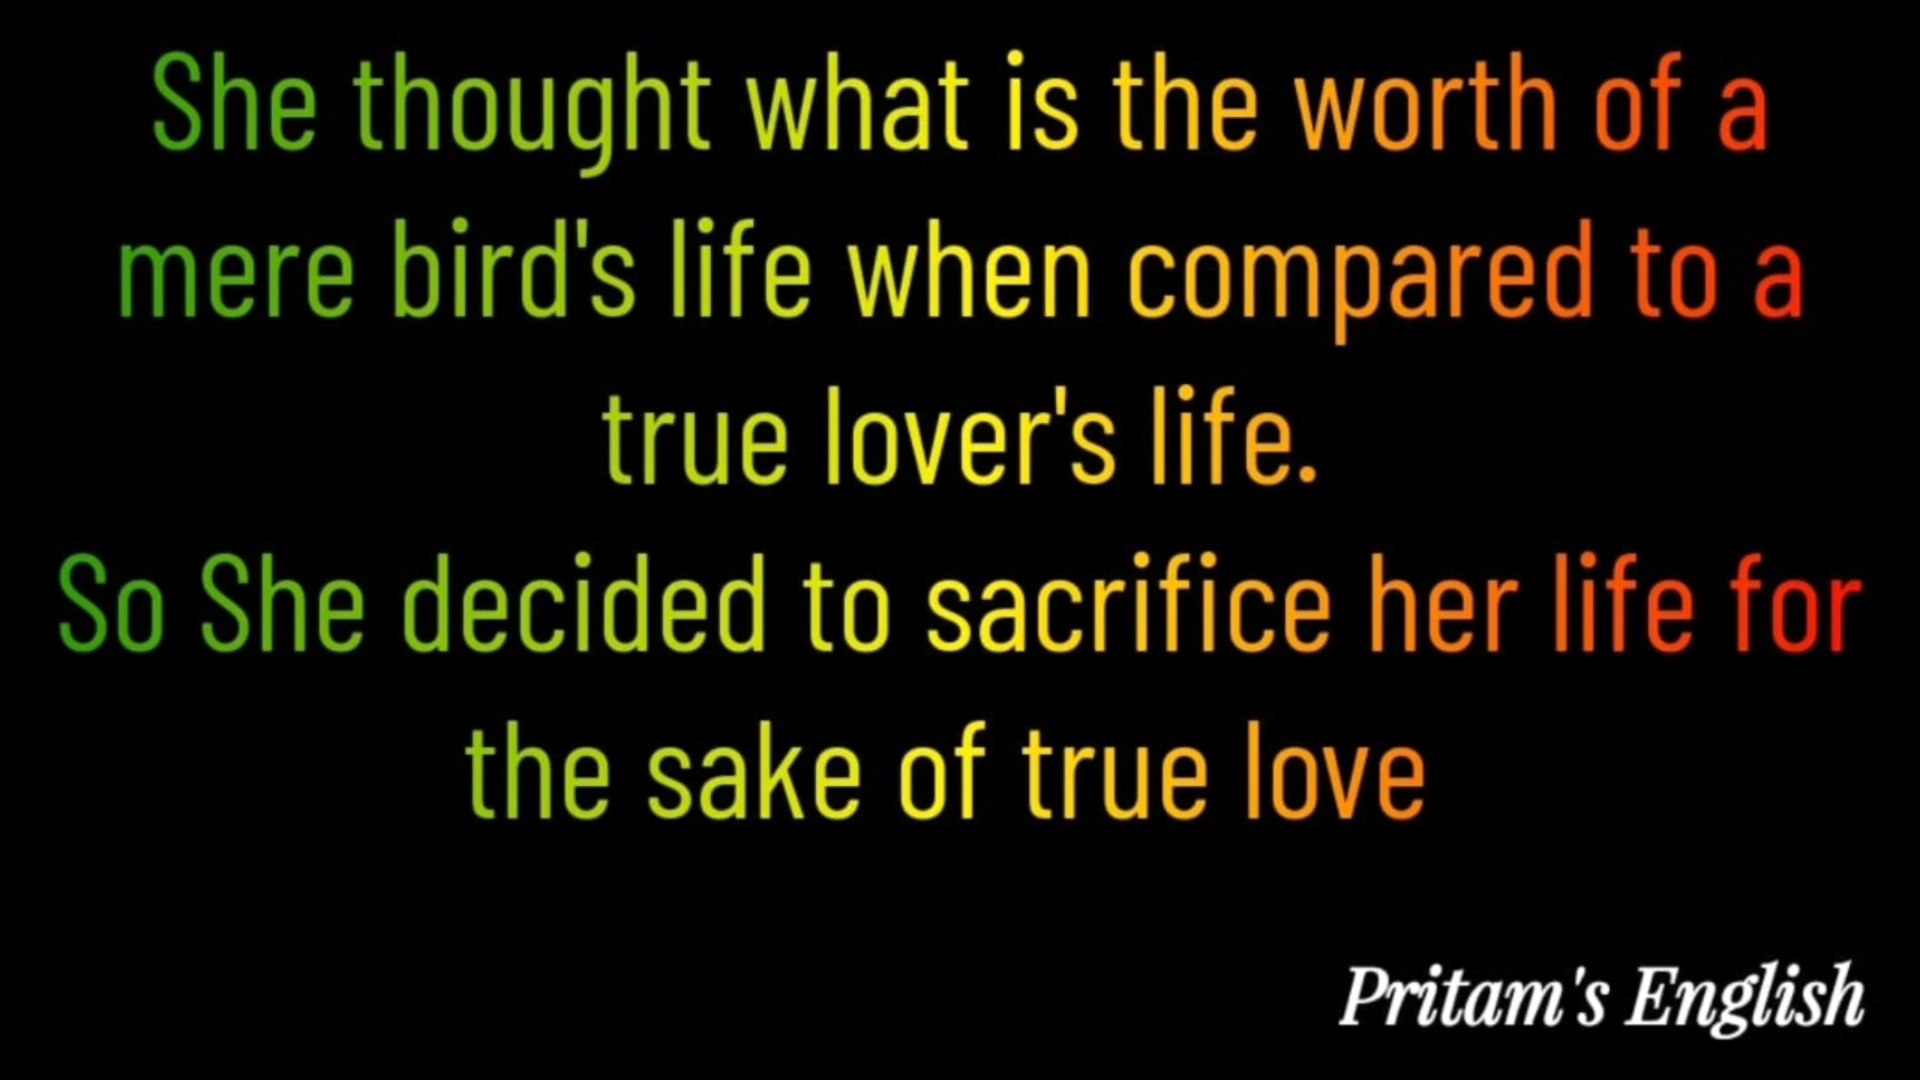 She thought what is the worth of a
mere bird's life when compared to a
true lover's life.
So She decided to sacrifice her life for
the sake of true love
Pritam's English